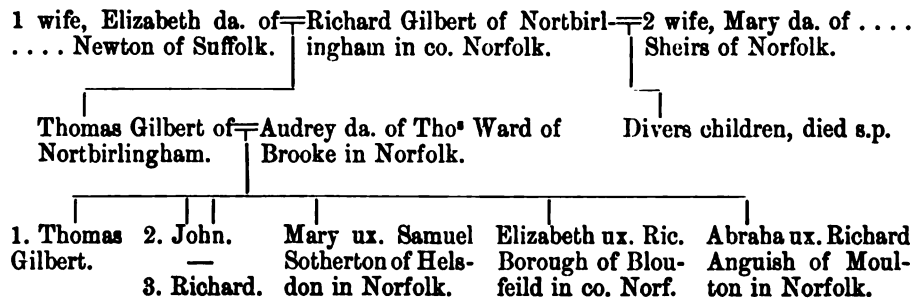 1 wife, Elizabeth da. of Richard Gilbert of Nortbirl- 2 wife, Mary da. of ....
.... Newton of Suffolk. ingham in co. Norfolk. Sheirs of Norfolk.
Thomas Gilbert of Audrey da. of Thoˢ Ward of Divers children, died s.p.
Nortbirlingham. Brooke in Norfolk.
1. Thomas 2. John. Mary ux. Samuel Elizabeth ux. Ric. Abraha ux. Richard
Gilbert. — Sotherton of Hels- Borough of Blou- Anguish of Moul-
3. Richard. don in Norfolk. feild in co. Norf. ton in Norfolk.